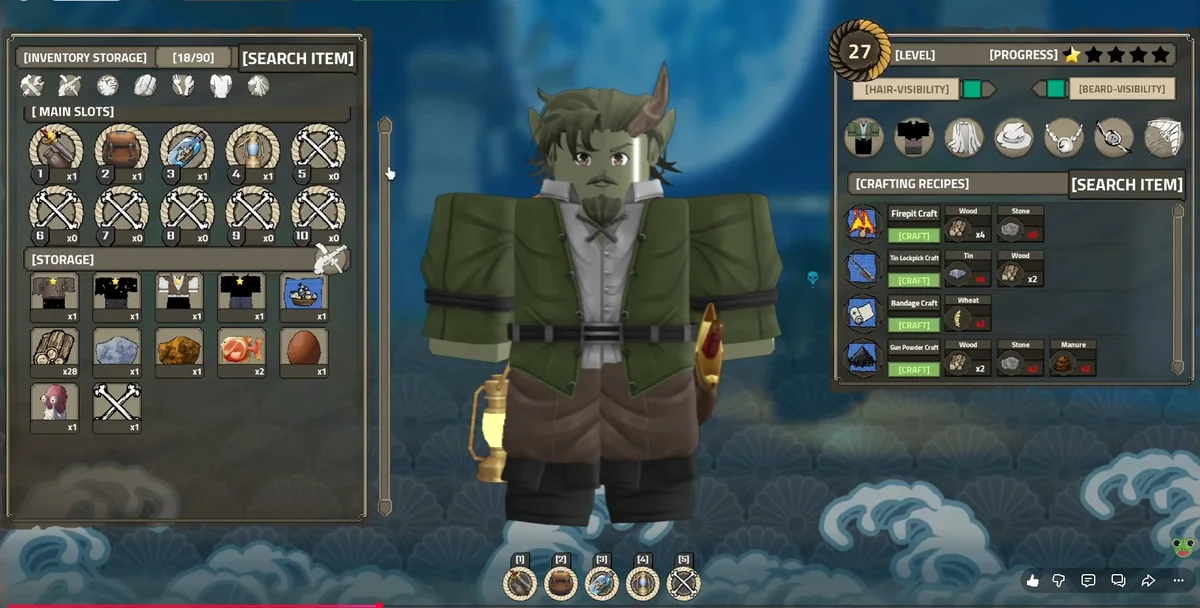 [INVENTORY STORAGE] [18/90] [SEARCH ITEM]
[ MAIN SLOTS]
1 x1 2 x1 3 x1 4 x1 5 x0
6 x0 7 x0 8 x0 9 x0 10 x0
[STORAGE]
x1 x1 x1 x1 x1
x28 x1 x1 x2 x1
x1 x1
27 [LEVEL] [PROGRESS]
[HAIR-VISIBILITY] [BEARD-VISIBILITY]
[CRAFTING RECIPES] [SEARCH ITEM]
Firepit Craft Wood Stone
[CRAFT] x4 x5
Tin Lockpick Craft Tin Wood
[CRAFT] x2
Bandage Craft Wheat
[CRAFT] x2
Gun Powder Craft Wood Stone Manure
[CRAFT] x2 x2 x2
[1] [2] [3] [4] [5]